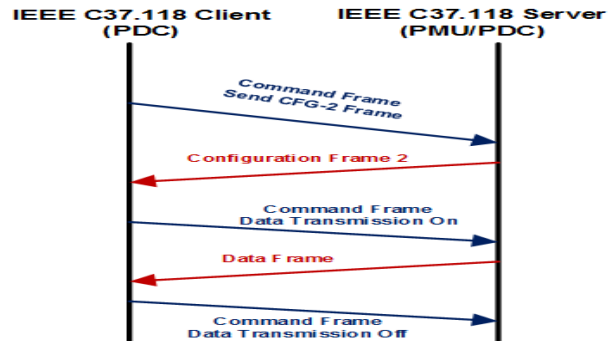 IEEE C37.118 Client
(PDC)
IEEE C37.118 Server
(PMU/PDC)
Command Frame
Send CFG-2 Frame
Configuration Frame 2
Command Frame
Data Transmission On
Data Frame
Command Frame
Data Transmission Off